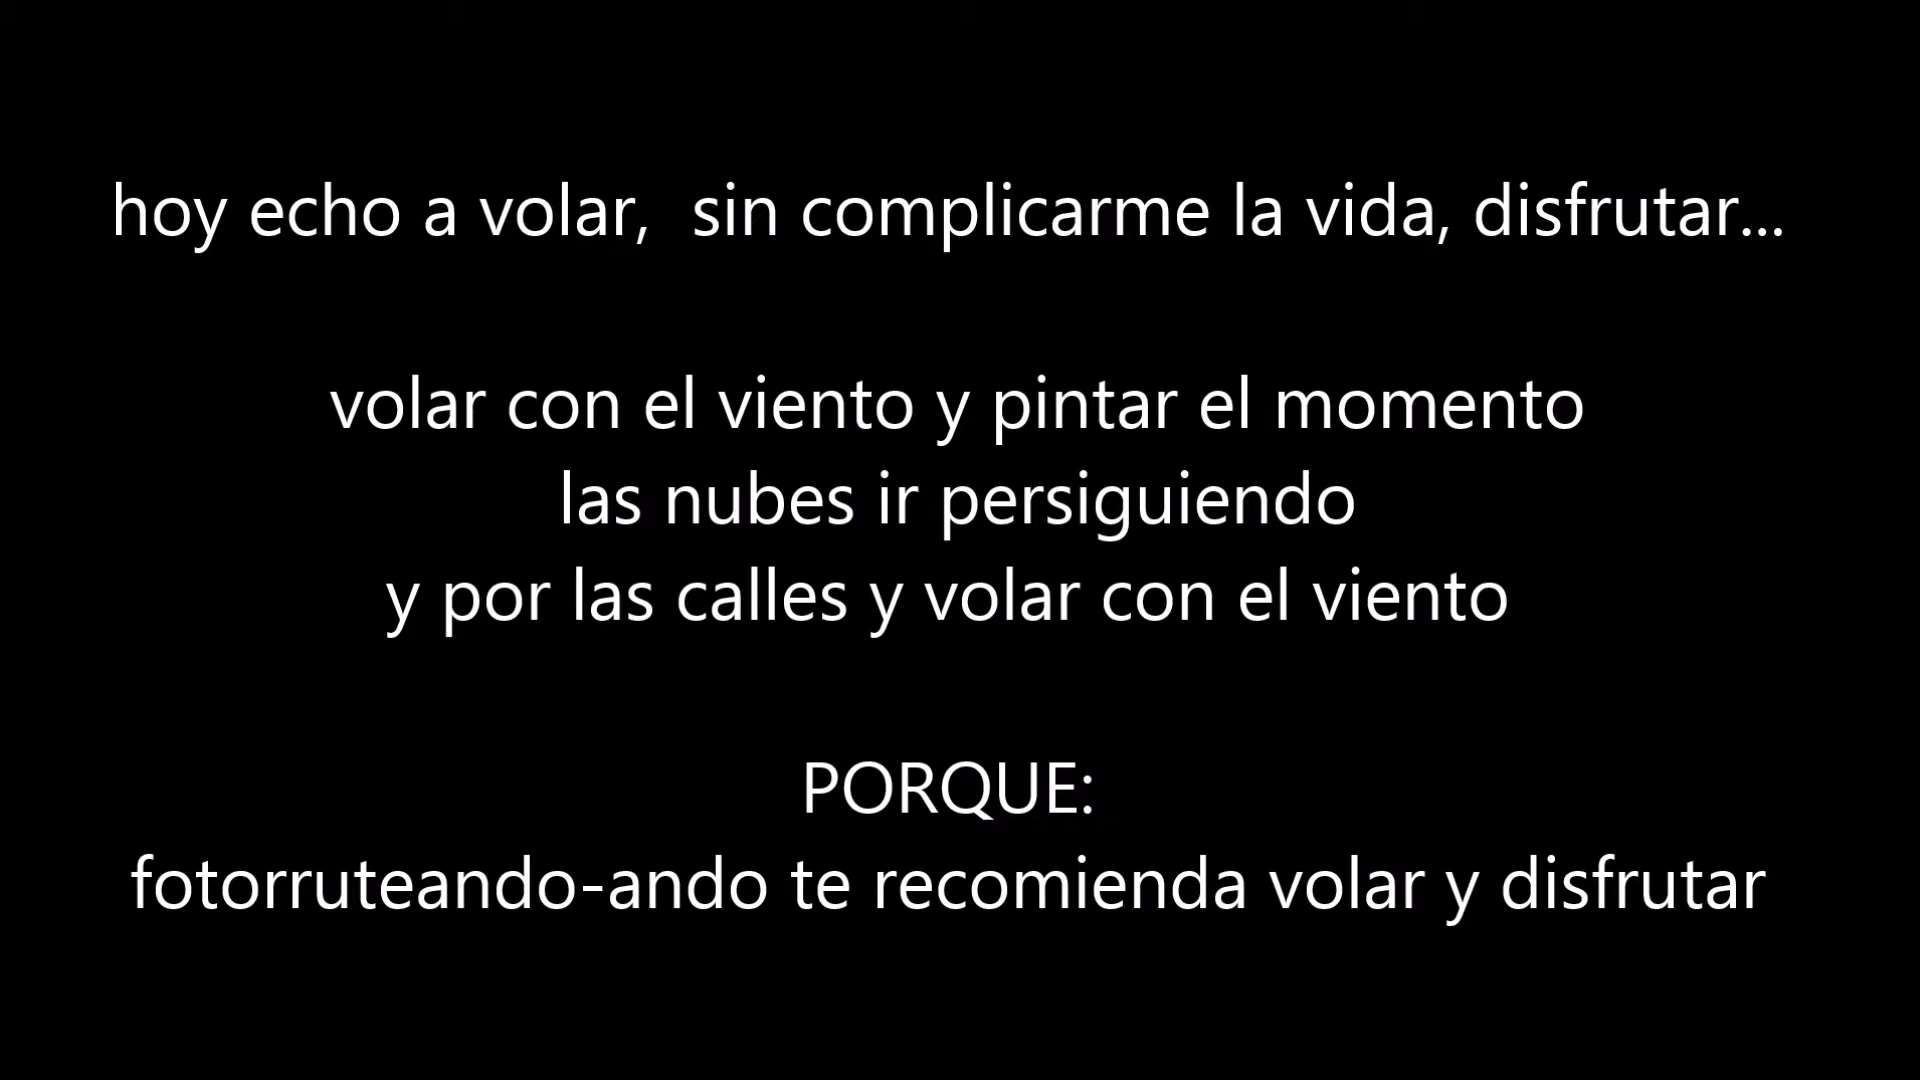 hoy echo a volar,  sin complicarme la vida, disfrutar...
volar con el viento y pintar el momento
las nubes ir persiguiendo
y por las calles y volar con el viento
PORQUE:
fotorruteando-ando te recomienda volar y disfrutar